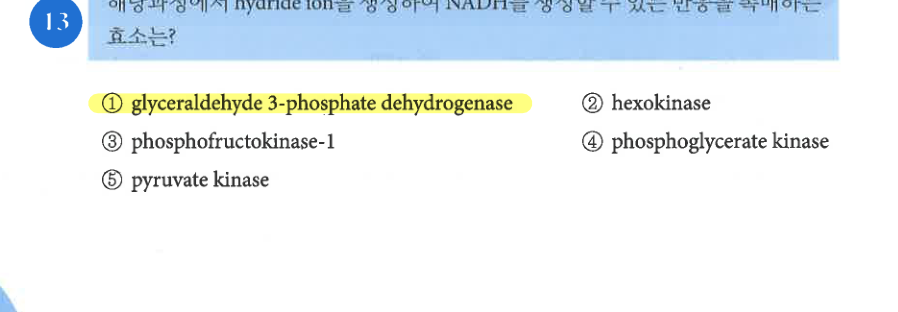 13
해당과정에서 hydride ion을 생성하여 NADH를 생성할 수 있는 반응을 촉매하는
효소는?
① glyceraldehyde 3-phosphate dehydrogenase
② hexokinase
③ phosphofructokinase-1
④ phosphoglycerate kinase
⑤ pyruvate kinase